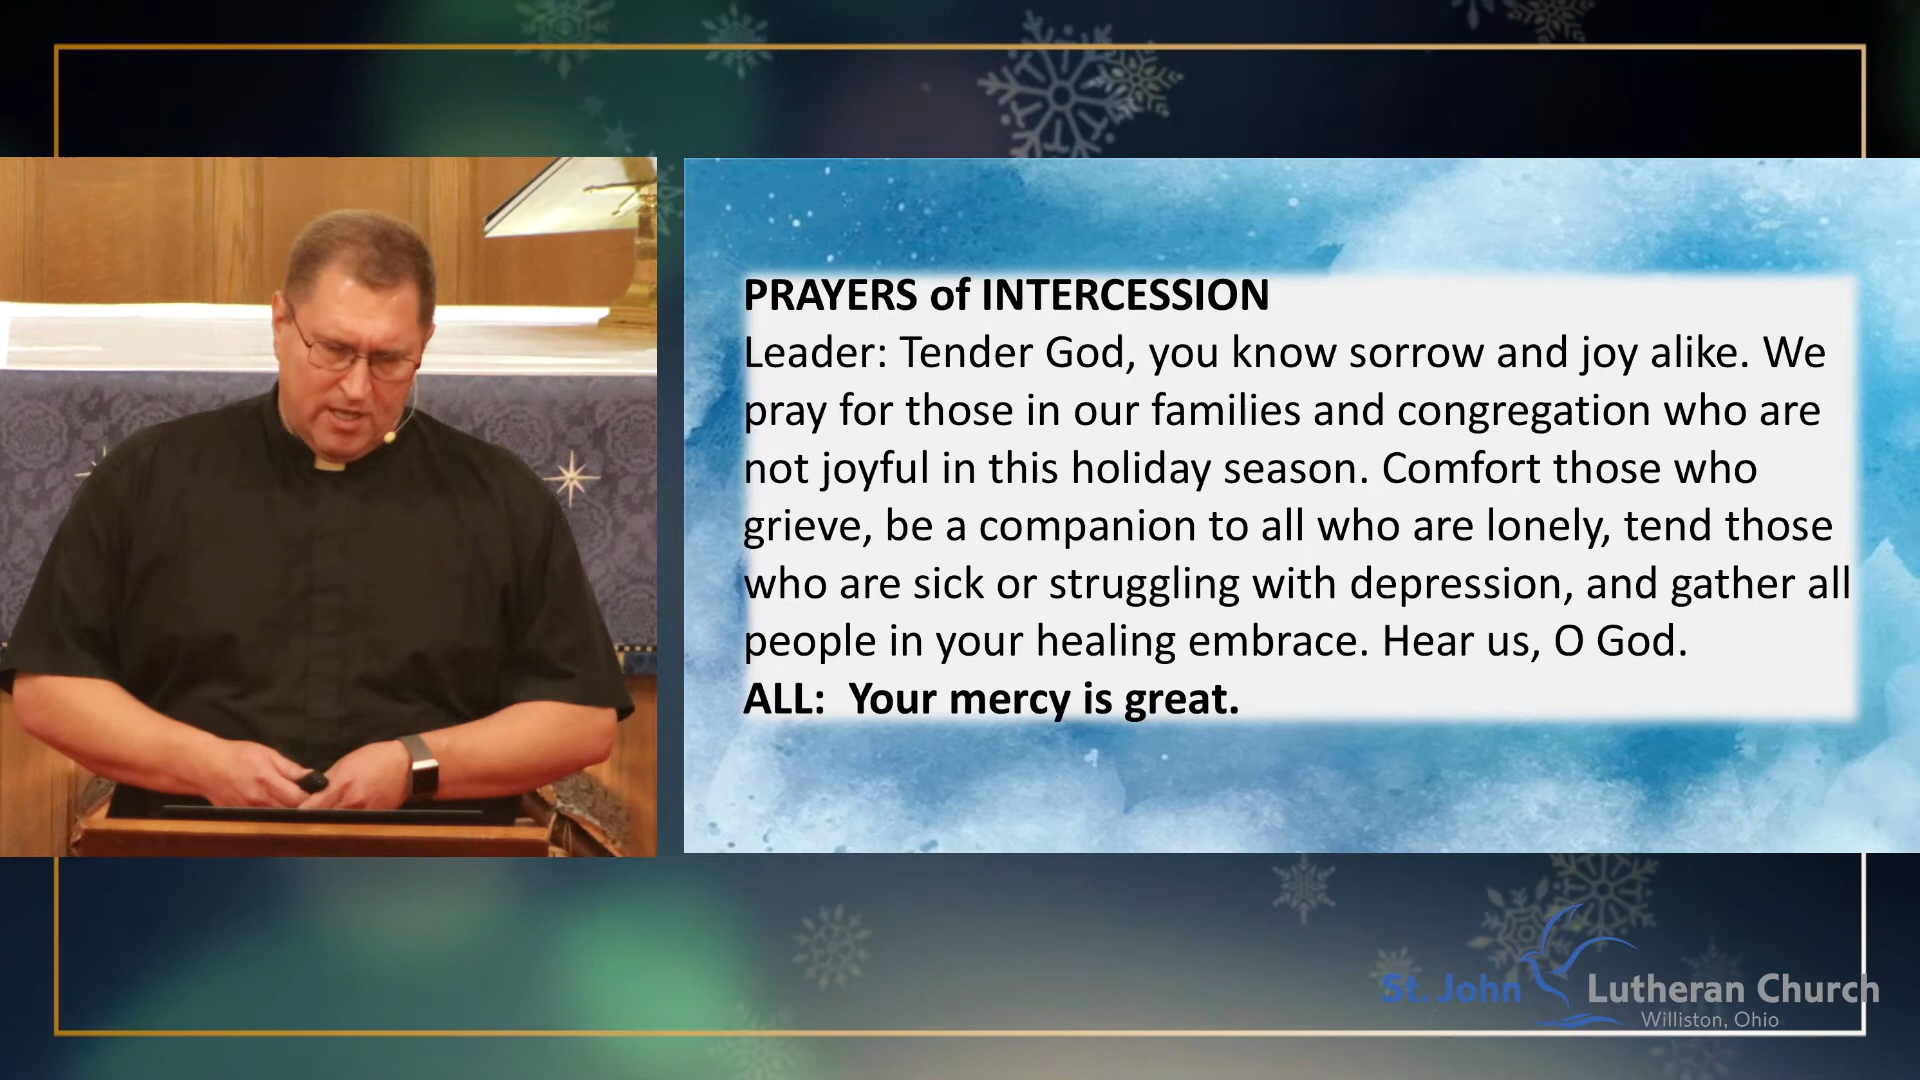 PRAYERS of INTERCESSION
Leader: Tender God, you know sorrow and joy alike. We
pray for those in our families and congregation who are
not joyful in this holiday season. Comfort those who
grieve, be a companion to all who are lonely, tend those
who are sick or struggling with depression, and gather all
people in your healing embrace. Hear us, O God.
ALL:  Your mercy is great.
St. John Lutheran Church
Williston, Ohio